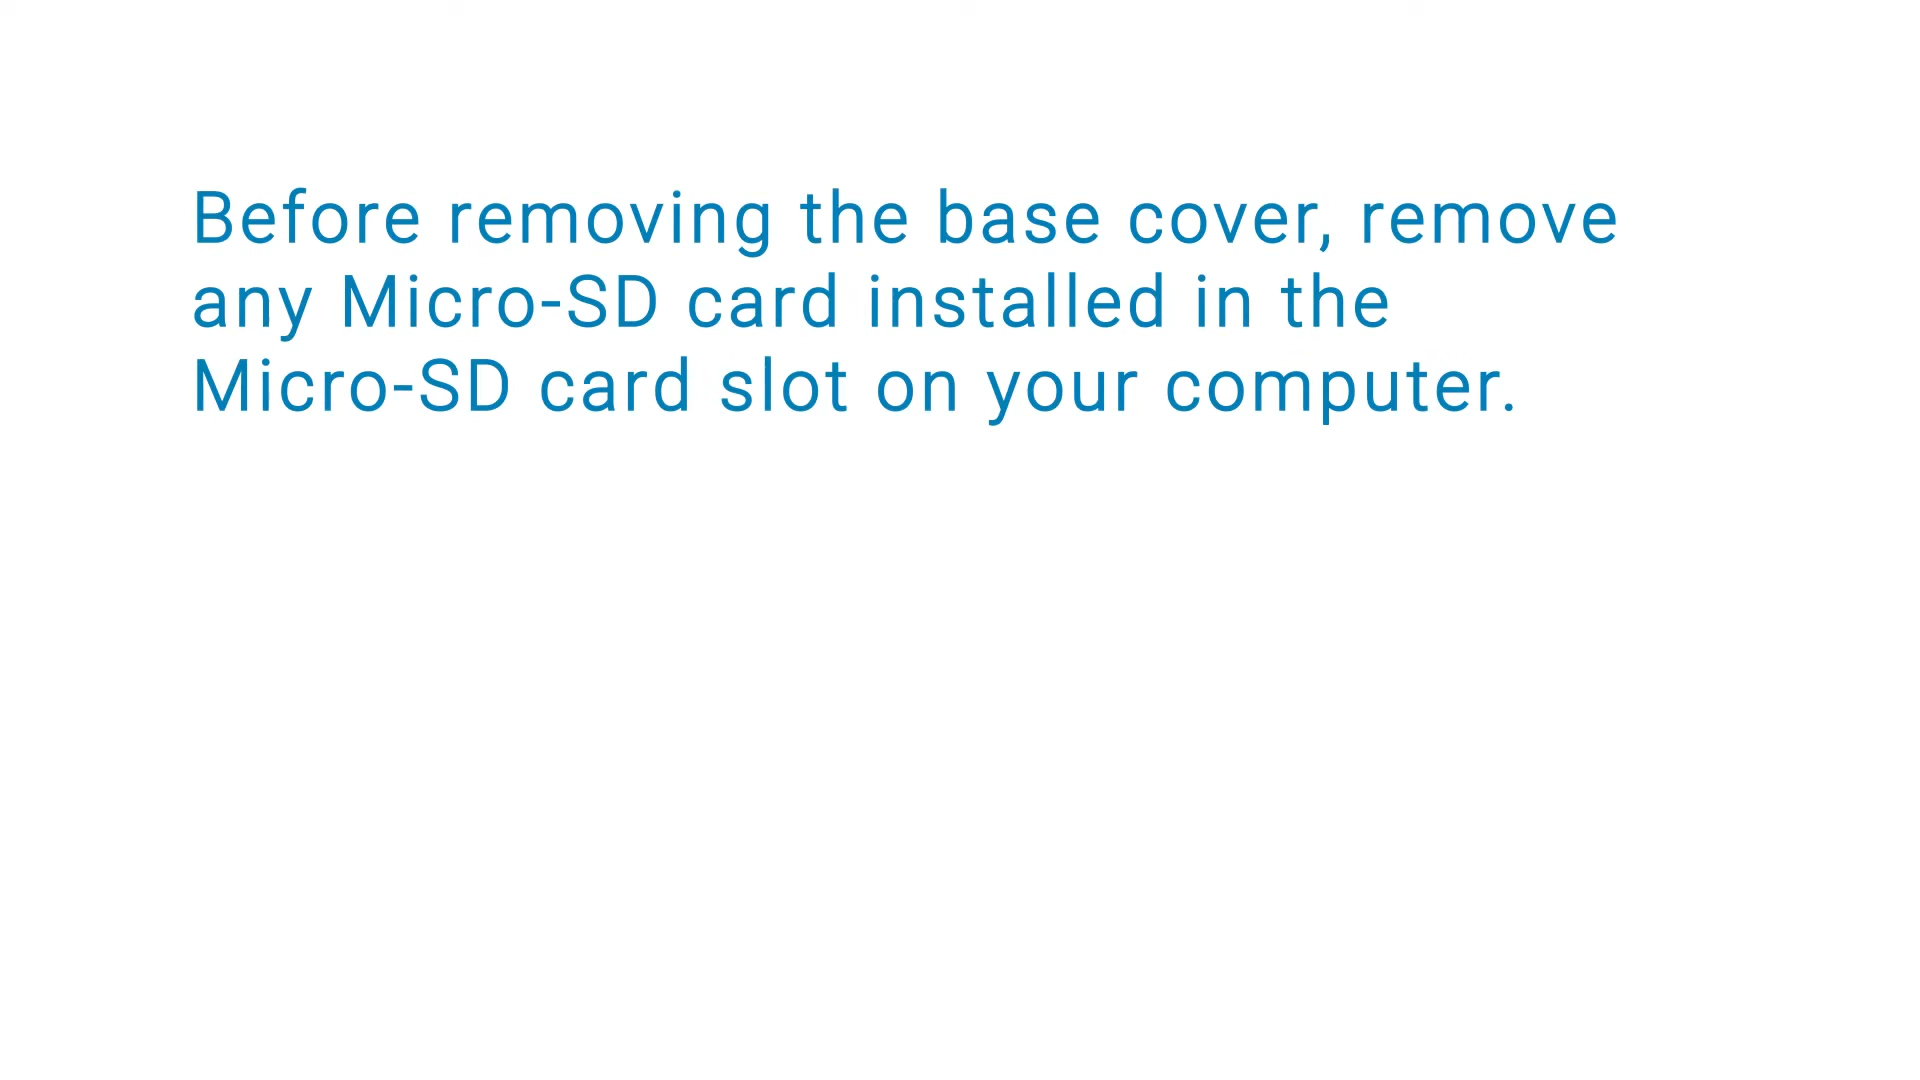 Before removing the base cover, remove
any Micro-SD card installed in the
Micro-SD card slot on your computer.